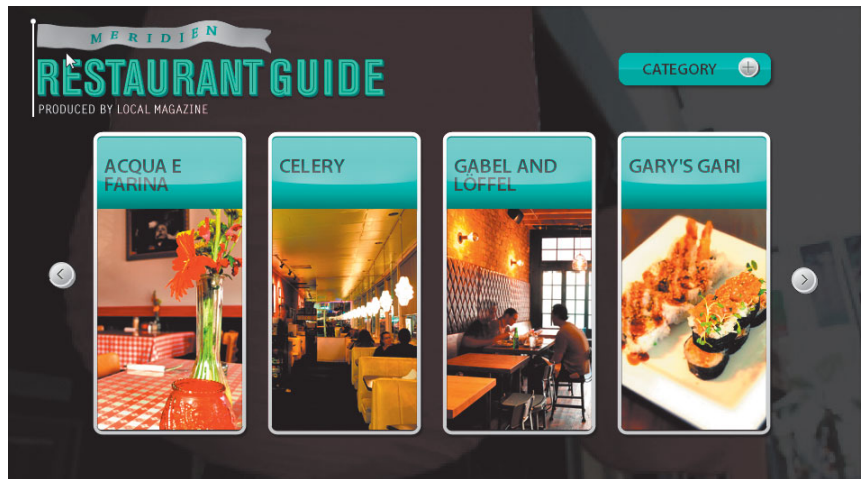 MERIDIEN
RESTAURANT GUIDE
PRODUCED BY LOCAL MAGAZINE
CATEGORY
ACQUA E
FARINA
CELERY
GABEL AND
LÖFFEL
GARY'S GARI